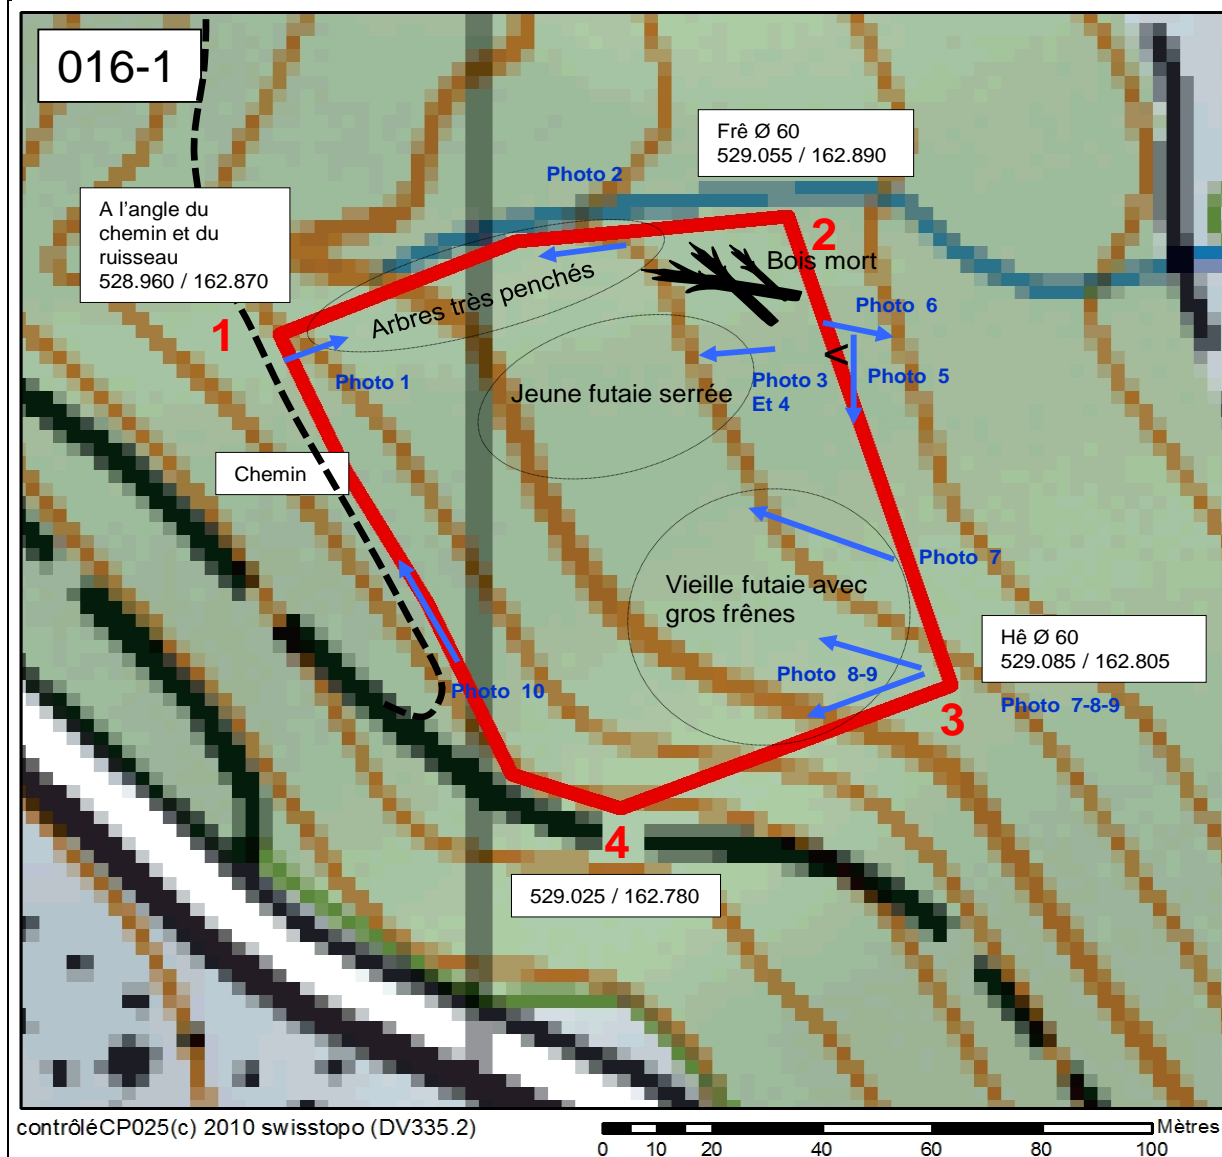 016-1
Frê Ø 60
529.055 / 162.890
Photo 2
A l'angle du
chemin et du
ruisseau
528.960 / 162.870
2
Bois mort
Arbres très penchés
Photo 6
1
Photo 1
Jeune futaie serrée
Photo 3
Et 4
V
Photo 5
Chemin
Photo 7
Vieille futaie avec
gros frênes
Hê Ø 60
529.085 / 162.805
Photo 8-9
Photo 10
Photo 7-8-9
3
4
529.025 / 162.780
contrôléCP025(c) 2010 swisstopo (DV335.2)
Mètres
0 10 20 40 60 80 100